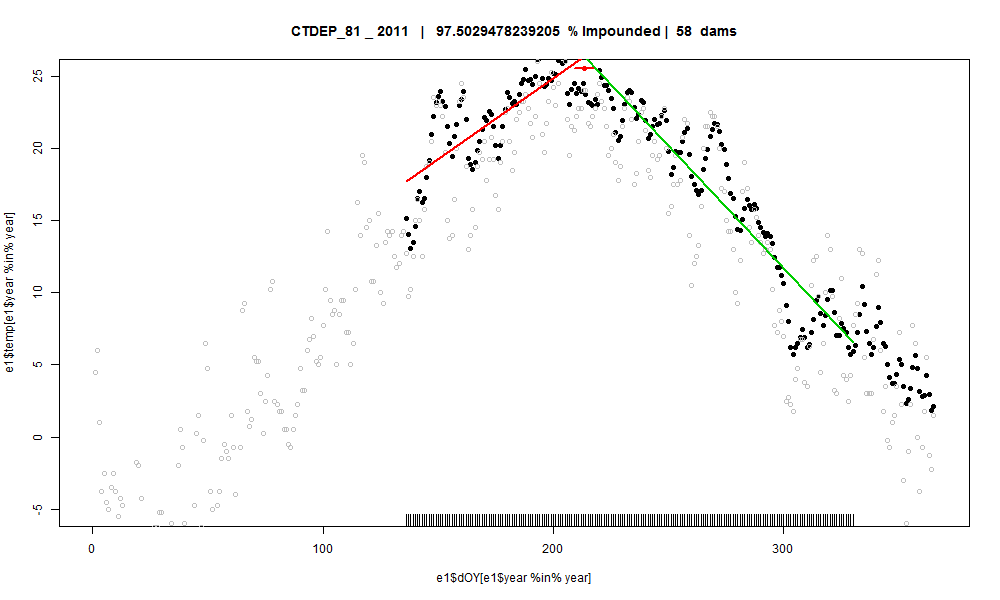 CTDEP_81 _ 2011 | 97.5029478239205 % Impounded | 58 dams
e1$temp[e1$year %in% year]
25
20
15
10
5
0
-5
0 100 200 300
e1$dOY[e1$year %in% year]